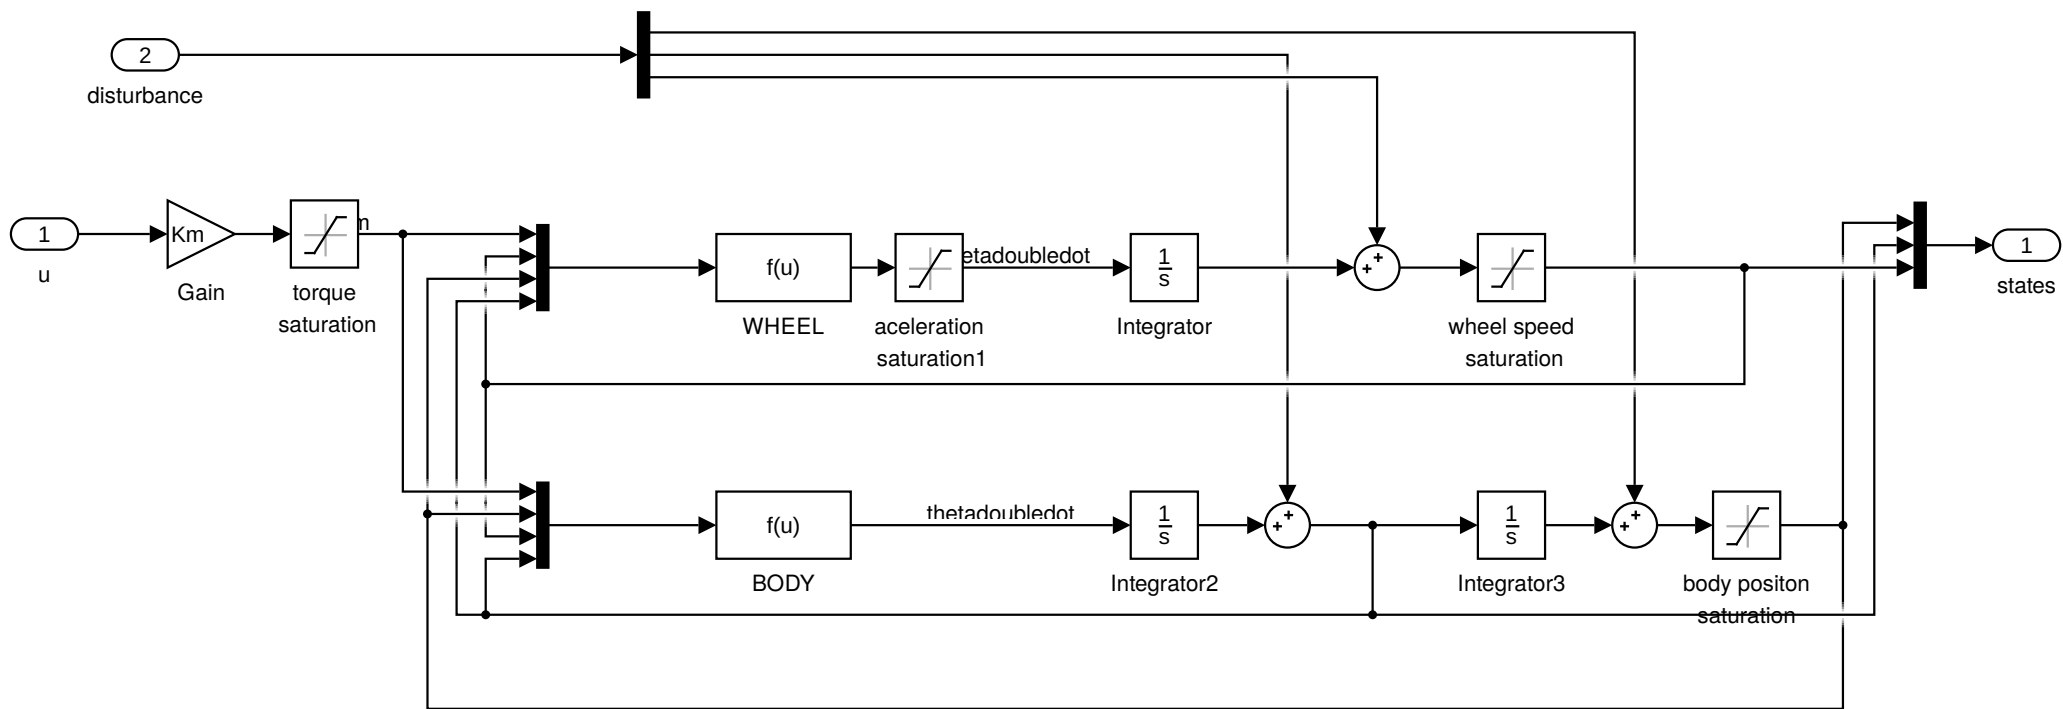 2
disturbance
1
u
Km
Gain
m
torque
saturation
f(u)
WHEEL
aceleration
saturation1
etadoubledot
1
s
Integrator
+
+
wheel speed
saturation
1
states
f(u)
BODY
thetadoubledot
1
s
Integrator2
+
+
1
s
Integrator3
+
+
body positon
saturation